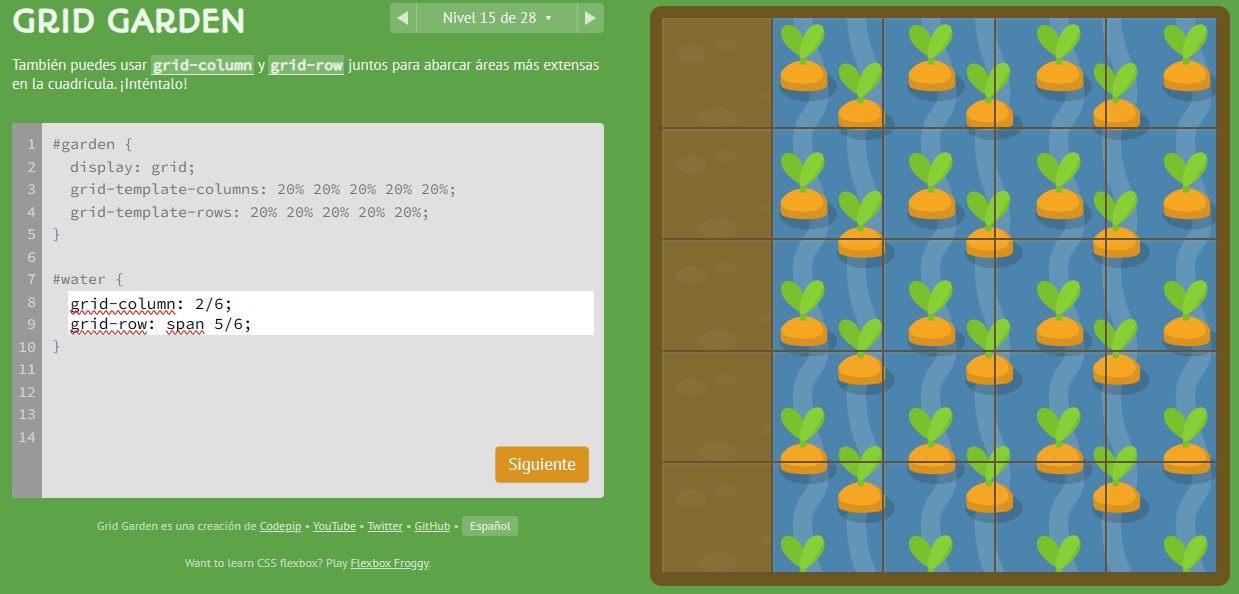 GRID GARDEN
Nivel 15 de 28
También puedes usar grid-column y grid-row juntos para abarcar áreas más extensas
en la cuadrícula. ¡Inténtalo!
1 #garden {
2 display: grid;
3 grid-template-columns: 20% 20% 20% 20% 20%;
4 grid-template-rows: 20% 20% 20% 20% 20%;
5 }
6
7 #water {
8 grid-column: 2/6;
9 grid-row: span 5/6;
10 }
11
12
13
14
Siguiente
Grid Garden es una creación de Codepip • YouTube • Twitter • GitHub • Español
Want to learn CSS flexbox? Play Flexbox Froggy.